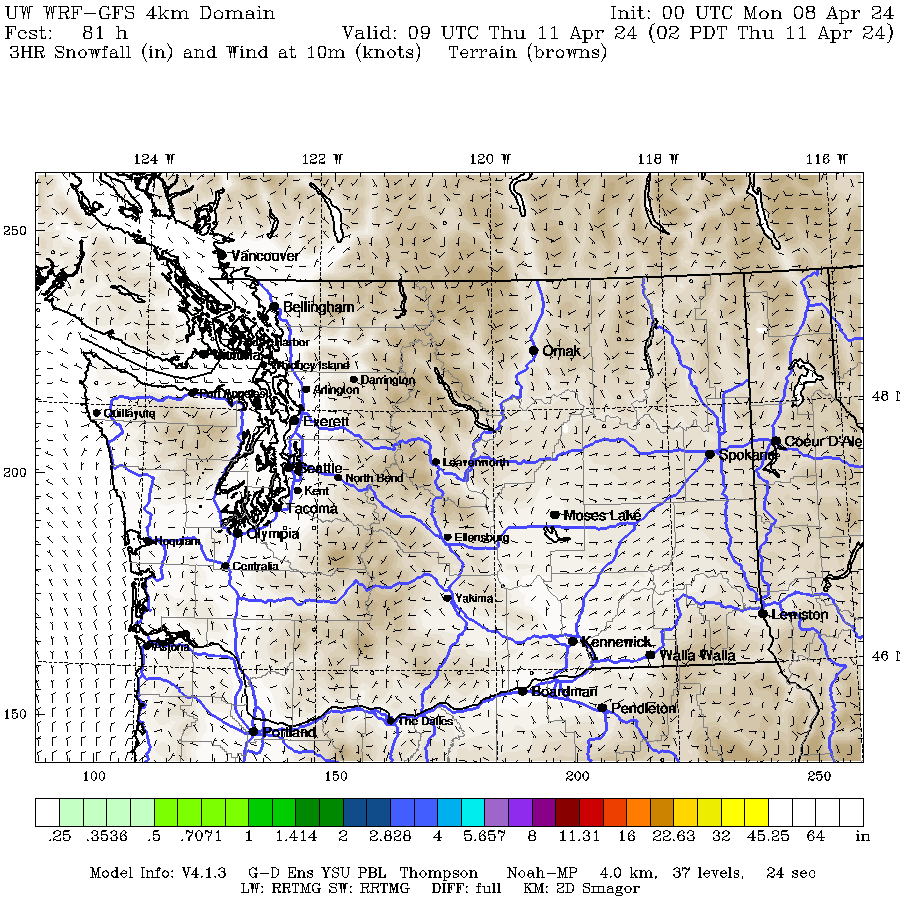 UW WRF-GFS 4km Domain Init: 00 UTC Mon 08 Apr 24
Fcst: 81 h Valid: 09 UTC Thu 11 Apr 24 (02 PDT Thu 11 Apr 24)
3HR Snowfall (in) and Wind at 10m (knots) Terrain (browns)
124 W 122 W 120 W 118 W 116 W
250
Vancouver
Bellingham
Harbor
Omak
Whidbey Island
Darrington
Port Angeles
Arlington
48 N
Quillayute
Everett
Coeur D'Ale
Spokane
200
Seattle
Leavenworth
North Bend
Kent
Tacoma
Moses Lake
Olympia
Hoquiam
Ellensburg
Centralia
Yakima
Lewiston
Astoria
Kennewick
Walla Walla
46 N
Boardman
150
The Dalles
Pendleton
Portland
100 150 200 250
.25 .3536 .5 .7071 1 1.414 2 2.828 4 5.657 8 11.31 16 22.63 32 45.25 64 in
Model Info: V4.1.3 G-D Ens YSU PBL Thompson Noah-MP 4.0 km, 37 levels, 24 sec
LW: RRTMG SW: RRTMG DIFF: full KM: 2D Smagor